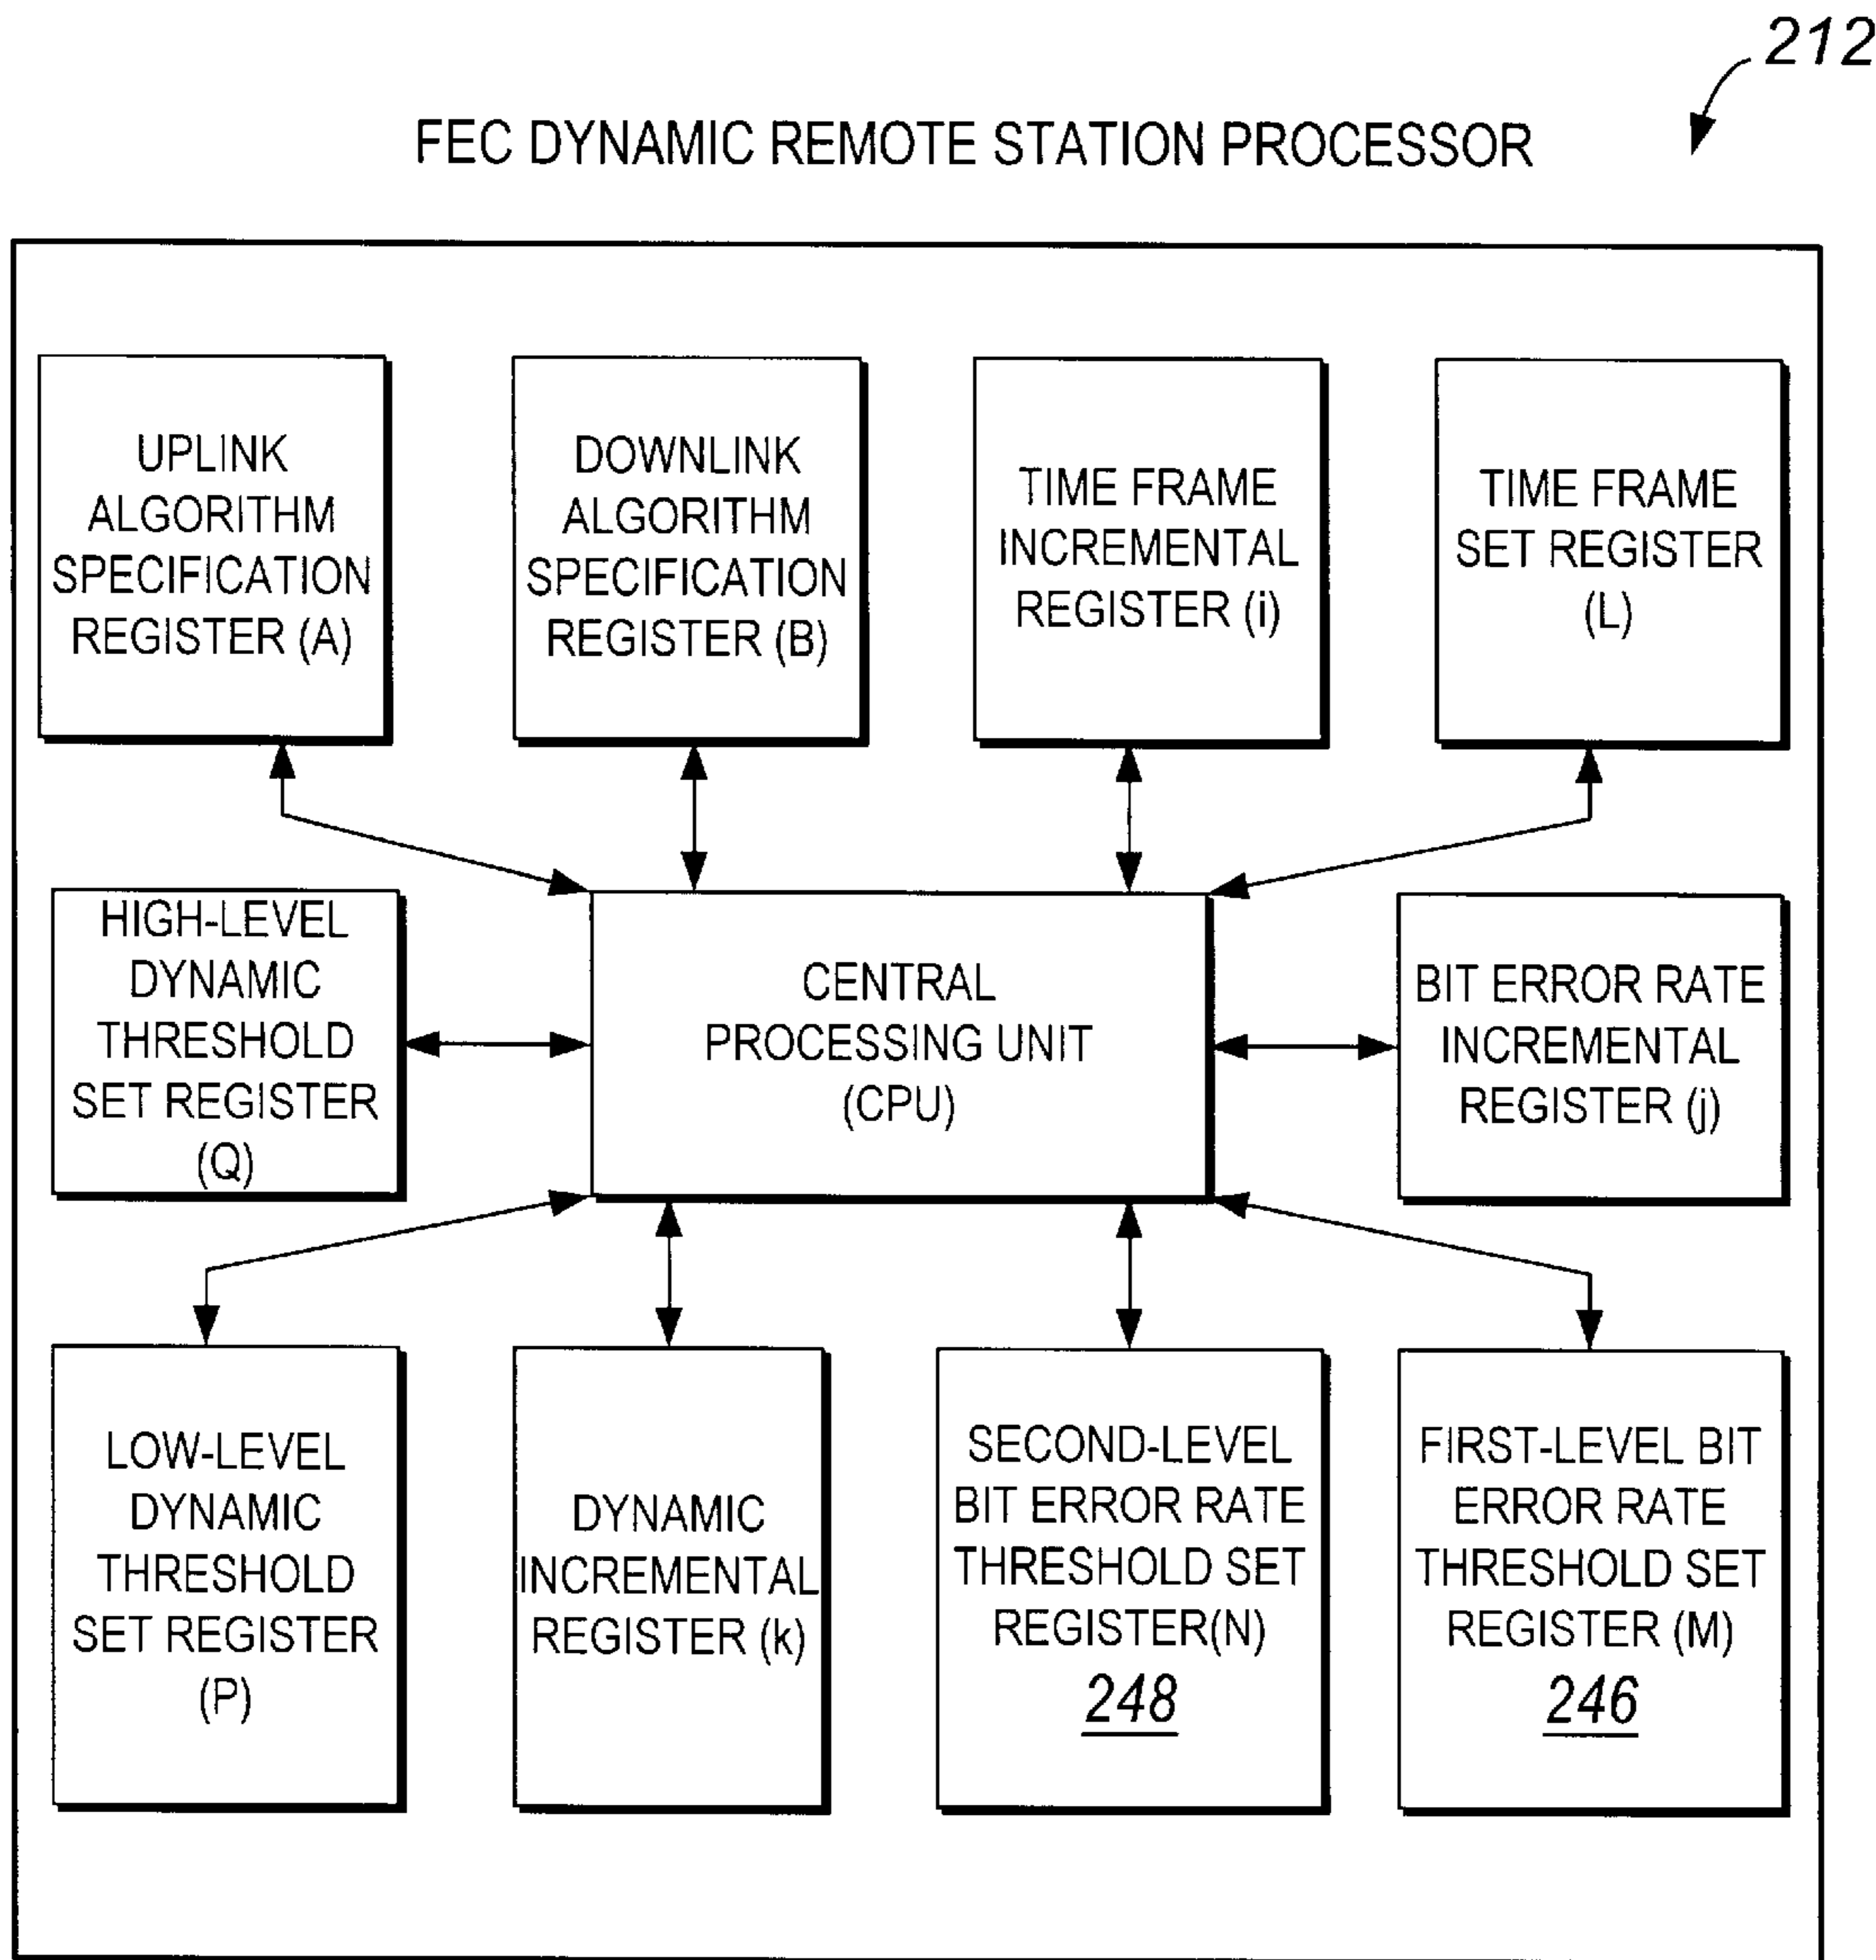 212
FEC DYNAMIC REMOTE STATION PROCESSOR
UPLINK
ALGORITHM
SPECIFICATION
REGISTER (A)
DOWNLINK
ALGORITHM
SPECIFICATION
REGISTER (B)
TIME FRAME
INCREMENTAL
REGISTER (i)
TIME FRAME
SET REGISTER
(L)
HIGH-LEVEL
DYNAMIC
THRESHOLD
SET REGISTER
(Q)
CENTRAL
PROCESSING UNIT
(CPU)
BIT ERROR RATE
INCREMENTAL
REGISTER (j)
LOW-LEVEL
DYNAMIC
THRESHOLD
SET REGISTER
(P)
DYNAMIC
INCREMENTAL
REGISTER (k)
SECOND-LEVEL
BIT ERROR RATE
THRESHOLD SET
REGISTER(N)
248
FIRST-LEVEL BIT
ERROR RATE
THRESHOLD SET
REGISTER (M)
246